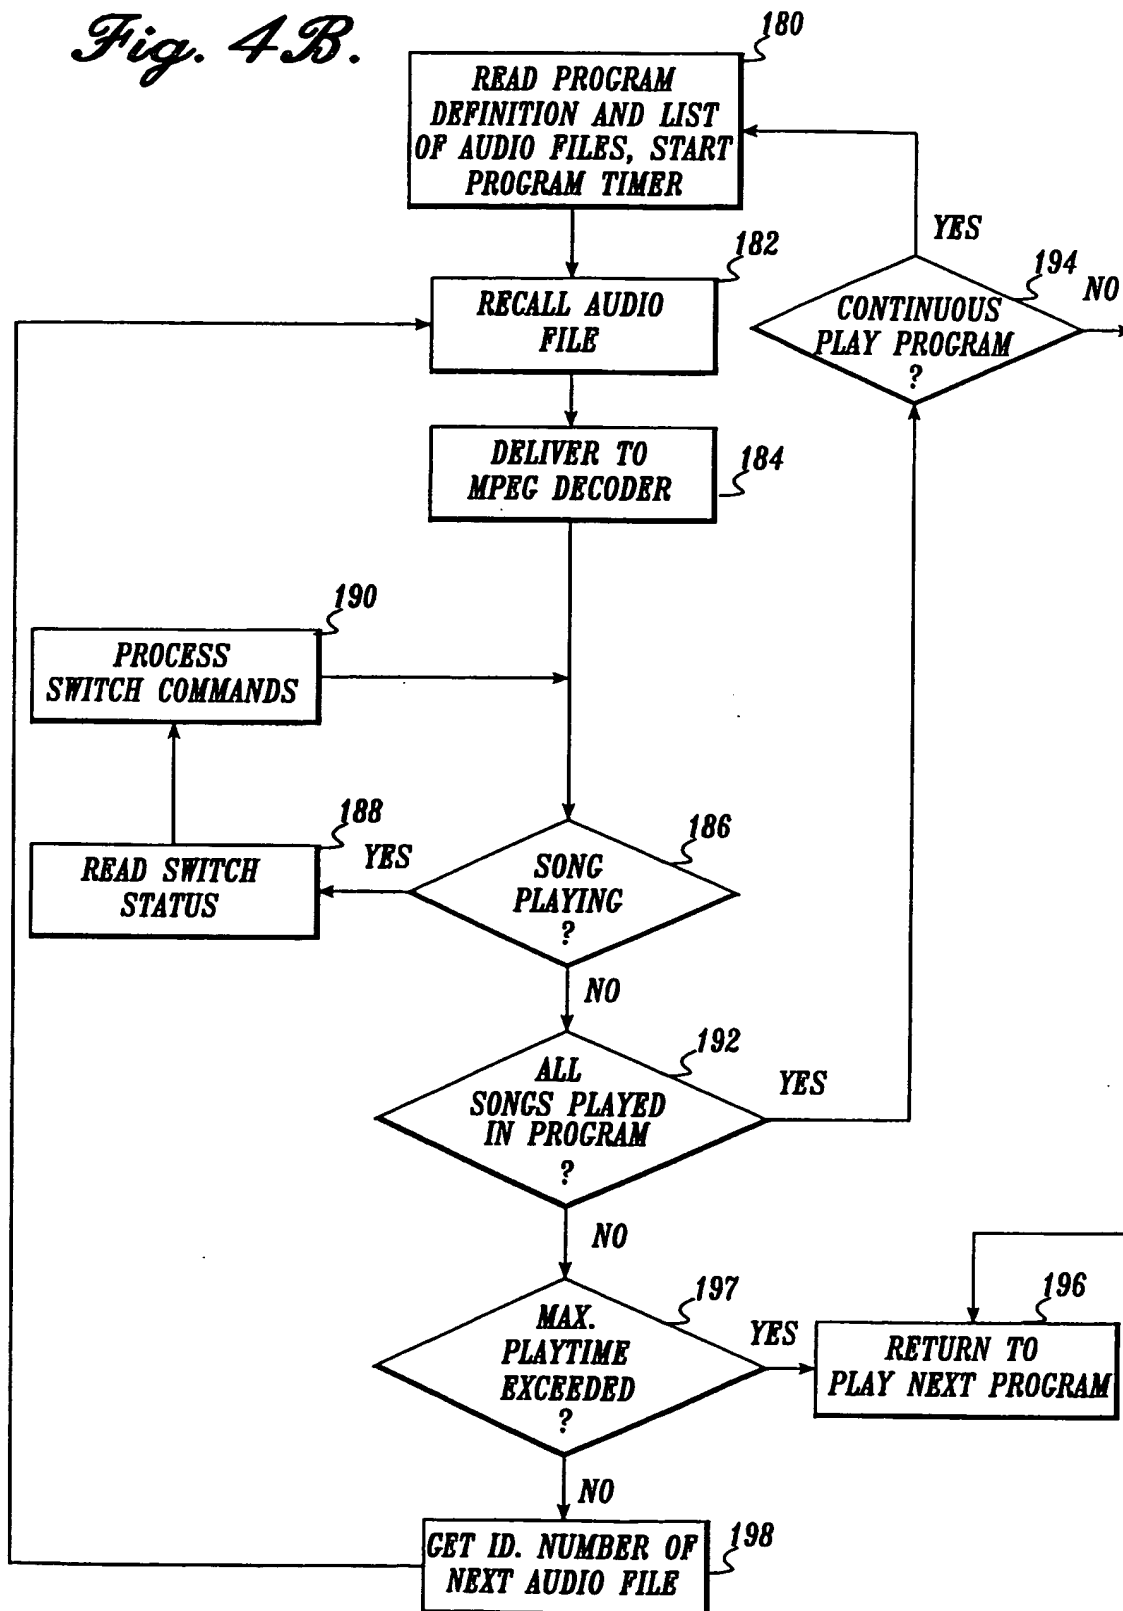 Fig. 4B.
180
READ PROGRAM
DEFINITION AND LIST
OF AUDIO FILES, START
PROGRAM TIMER
YES
182
RECALL AUDIO
FILE
194
NO
CONTINUOUS
PLAY PROGRAM
?
DELIVER TO
MPEG DECODER
184
190
PROCESS
SWITCH COMMANDS
188
READ SWITCH
STATUS
YES
186
SONG
PLAYING
?
NO
192
ALL
SONGS PLAYED
IN PROGRAM
?
YES
NO
197
MAX.
PLAYTIME
EXCEEDED
?
YES
196
RETURN TO
PLAY NEXT PROGRAM
NO
GET ID. NUMBER OF
NEXT AUDIO FILE
198